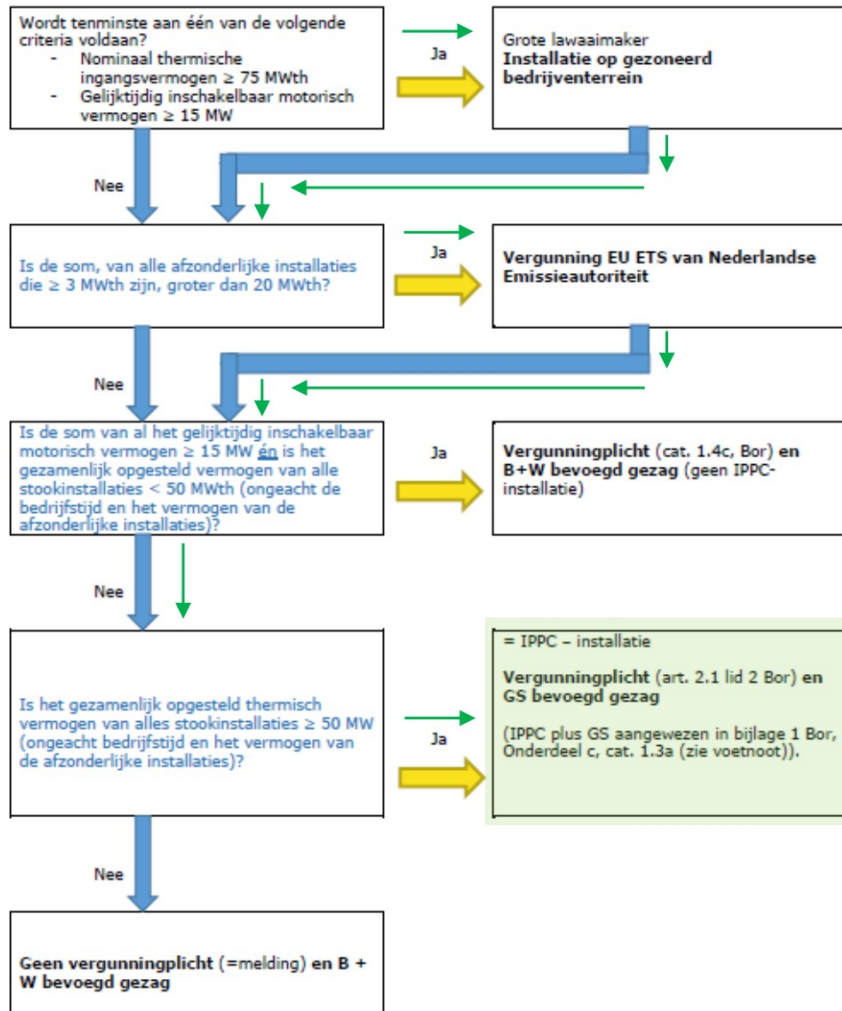 Wordt tenminste aan één van de volgende
criteria voldaan?
- Nominaal thermische
ingangsvermogen ≥ 75 MWth
- Gelijktijdig inschakelbaar motorisch
vermogen ≥ 15 MW
Ja
Grote lawaaimaker
Installatie op gezoneerd
bedrijventerrein
Nee
Is de som, van alle afzonderlijke installaties
die ≥ 3 MWth zijn, groter dan 20 MWth?
Ja
Vergunning EU ETS van Nederlandse
Emissieautoriteit
Nee
Is de som van al het gelijktijdig inschakelbaar
motorisch vermogen ≥ 15 MW én is het
gezamenlijk opgesteld vermogen van alle
stookinstallaties < 50 MWth (ongeacht de
bedrijfstijd en het vermogen van de
afzonderlijke installaties)?
Ja
Vergunningplicht (cat. 1.4c, Bor) en
B+W bevoegd gezag (geen IPPC-
installatie)
Nee
Is het gezamenlijk opgesteld thermisch
vermogen van alles stookinstallaties ≥ 50 MW
(ongeacht bedrijfstijd en het vermogen van
de afzonderlijke installaties)?
Ja
= IPPC – installatie
Vergunningplicht (art. 2.1 lid 2 Bor) en
GS bevoegd gezag
(IPPC plus GS aangewezen in bijlage 1 Bor,
Onderdeel c, cat. 1.3a (zie voetnoot)).
Nee
Geen vergunningplicht (=melding) en B +
W bevoegd gezag